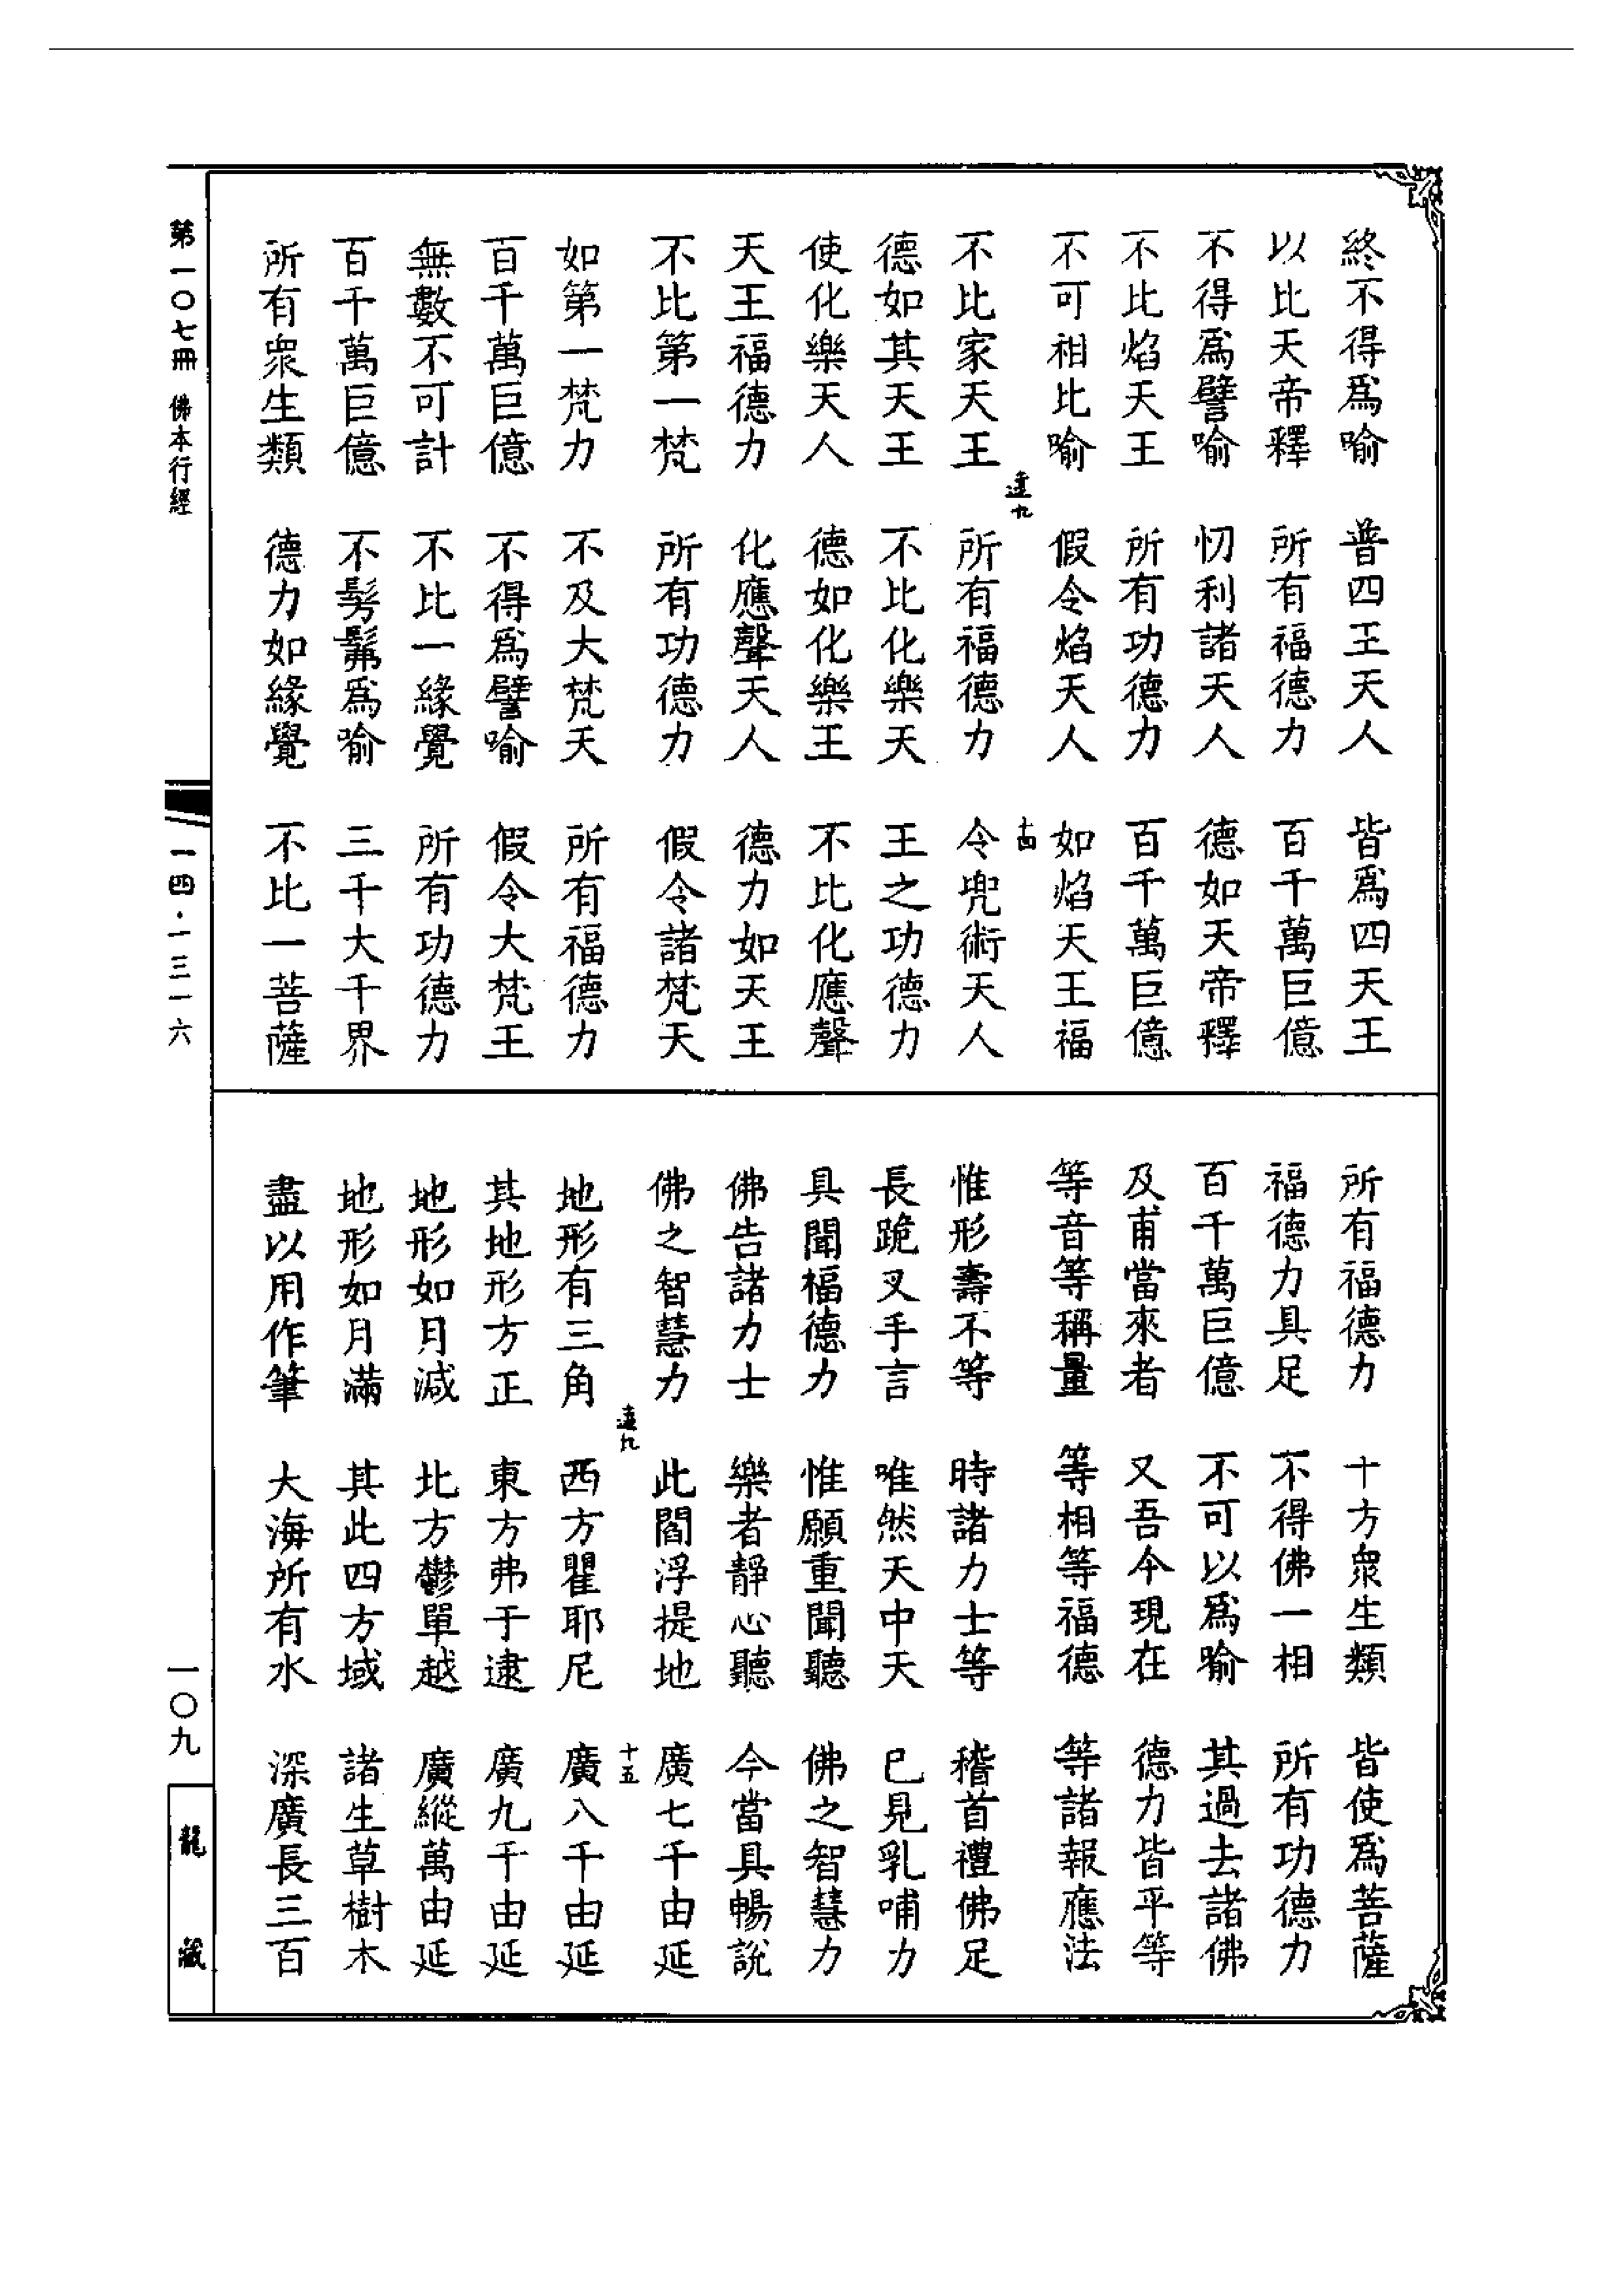 終不得爲喻　普四王天人　皆爲四天王
以比天帝釋　所有福德力　百千萬巨億
不得爲譬喻　忉利諸天人　德如天帝釋
不比焰天王　所有功德力　百千萬巨億
不可相比喻　假令焰天人　如焰天王福
達九　十四
不比家天王　所有福德力　令兜術天人
德如其天王　不比化樂天　王之功德力
使化樂天人　德如化樂王　不比化應聲
天王福德力　化應聲天人　德力如天王
不比第一梵　所有功德力　假令諸梵天
如第一梵力　不及大梵天　所有福德力
百千萬巨億　不得爲譬喻　假令大梵王
無數不可計　不比一緣覺　所有功德力
百千萬巨億　不髣髴爲喻　三千大千界
所有衆生類　德力如緣覺　不比一菩薩
所有福德力　十方衆生類　皆使爲菩薩
福德力具足　不得佛一相　所有功德力
百千萬巨億　不可以爲喻　其過去諸佛
及甫當來者　又吾今現在　德力皆平等
等音等稱量　等相等福德　等諸報應法
惟形壽不等　時諸力士等　稽首禮佛足
長跪叉手言　唯然天中天　已見乳哺力
具聞福德力　惟願重聞聽　佛之智慧力
佛告諸力士　樂者靜心聽　今當具暢說
佛之智慧力　此閻浮提地　廣七千由延
達九　十五
地形有三角　西方瞿耶尼　廣八千由延
其地形方正　東方弗于逮　廣九千由延
地形如月減　北方鬱單越　廣縱萬由延
地形如月滿　其此四方域　諸生草樹木
盡以用作筆　大海所有水　深廣長三百
第一〇七冊　佛本行經
一四·一三一六
一〇九
龍藏